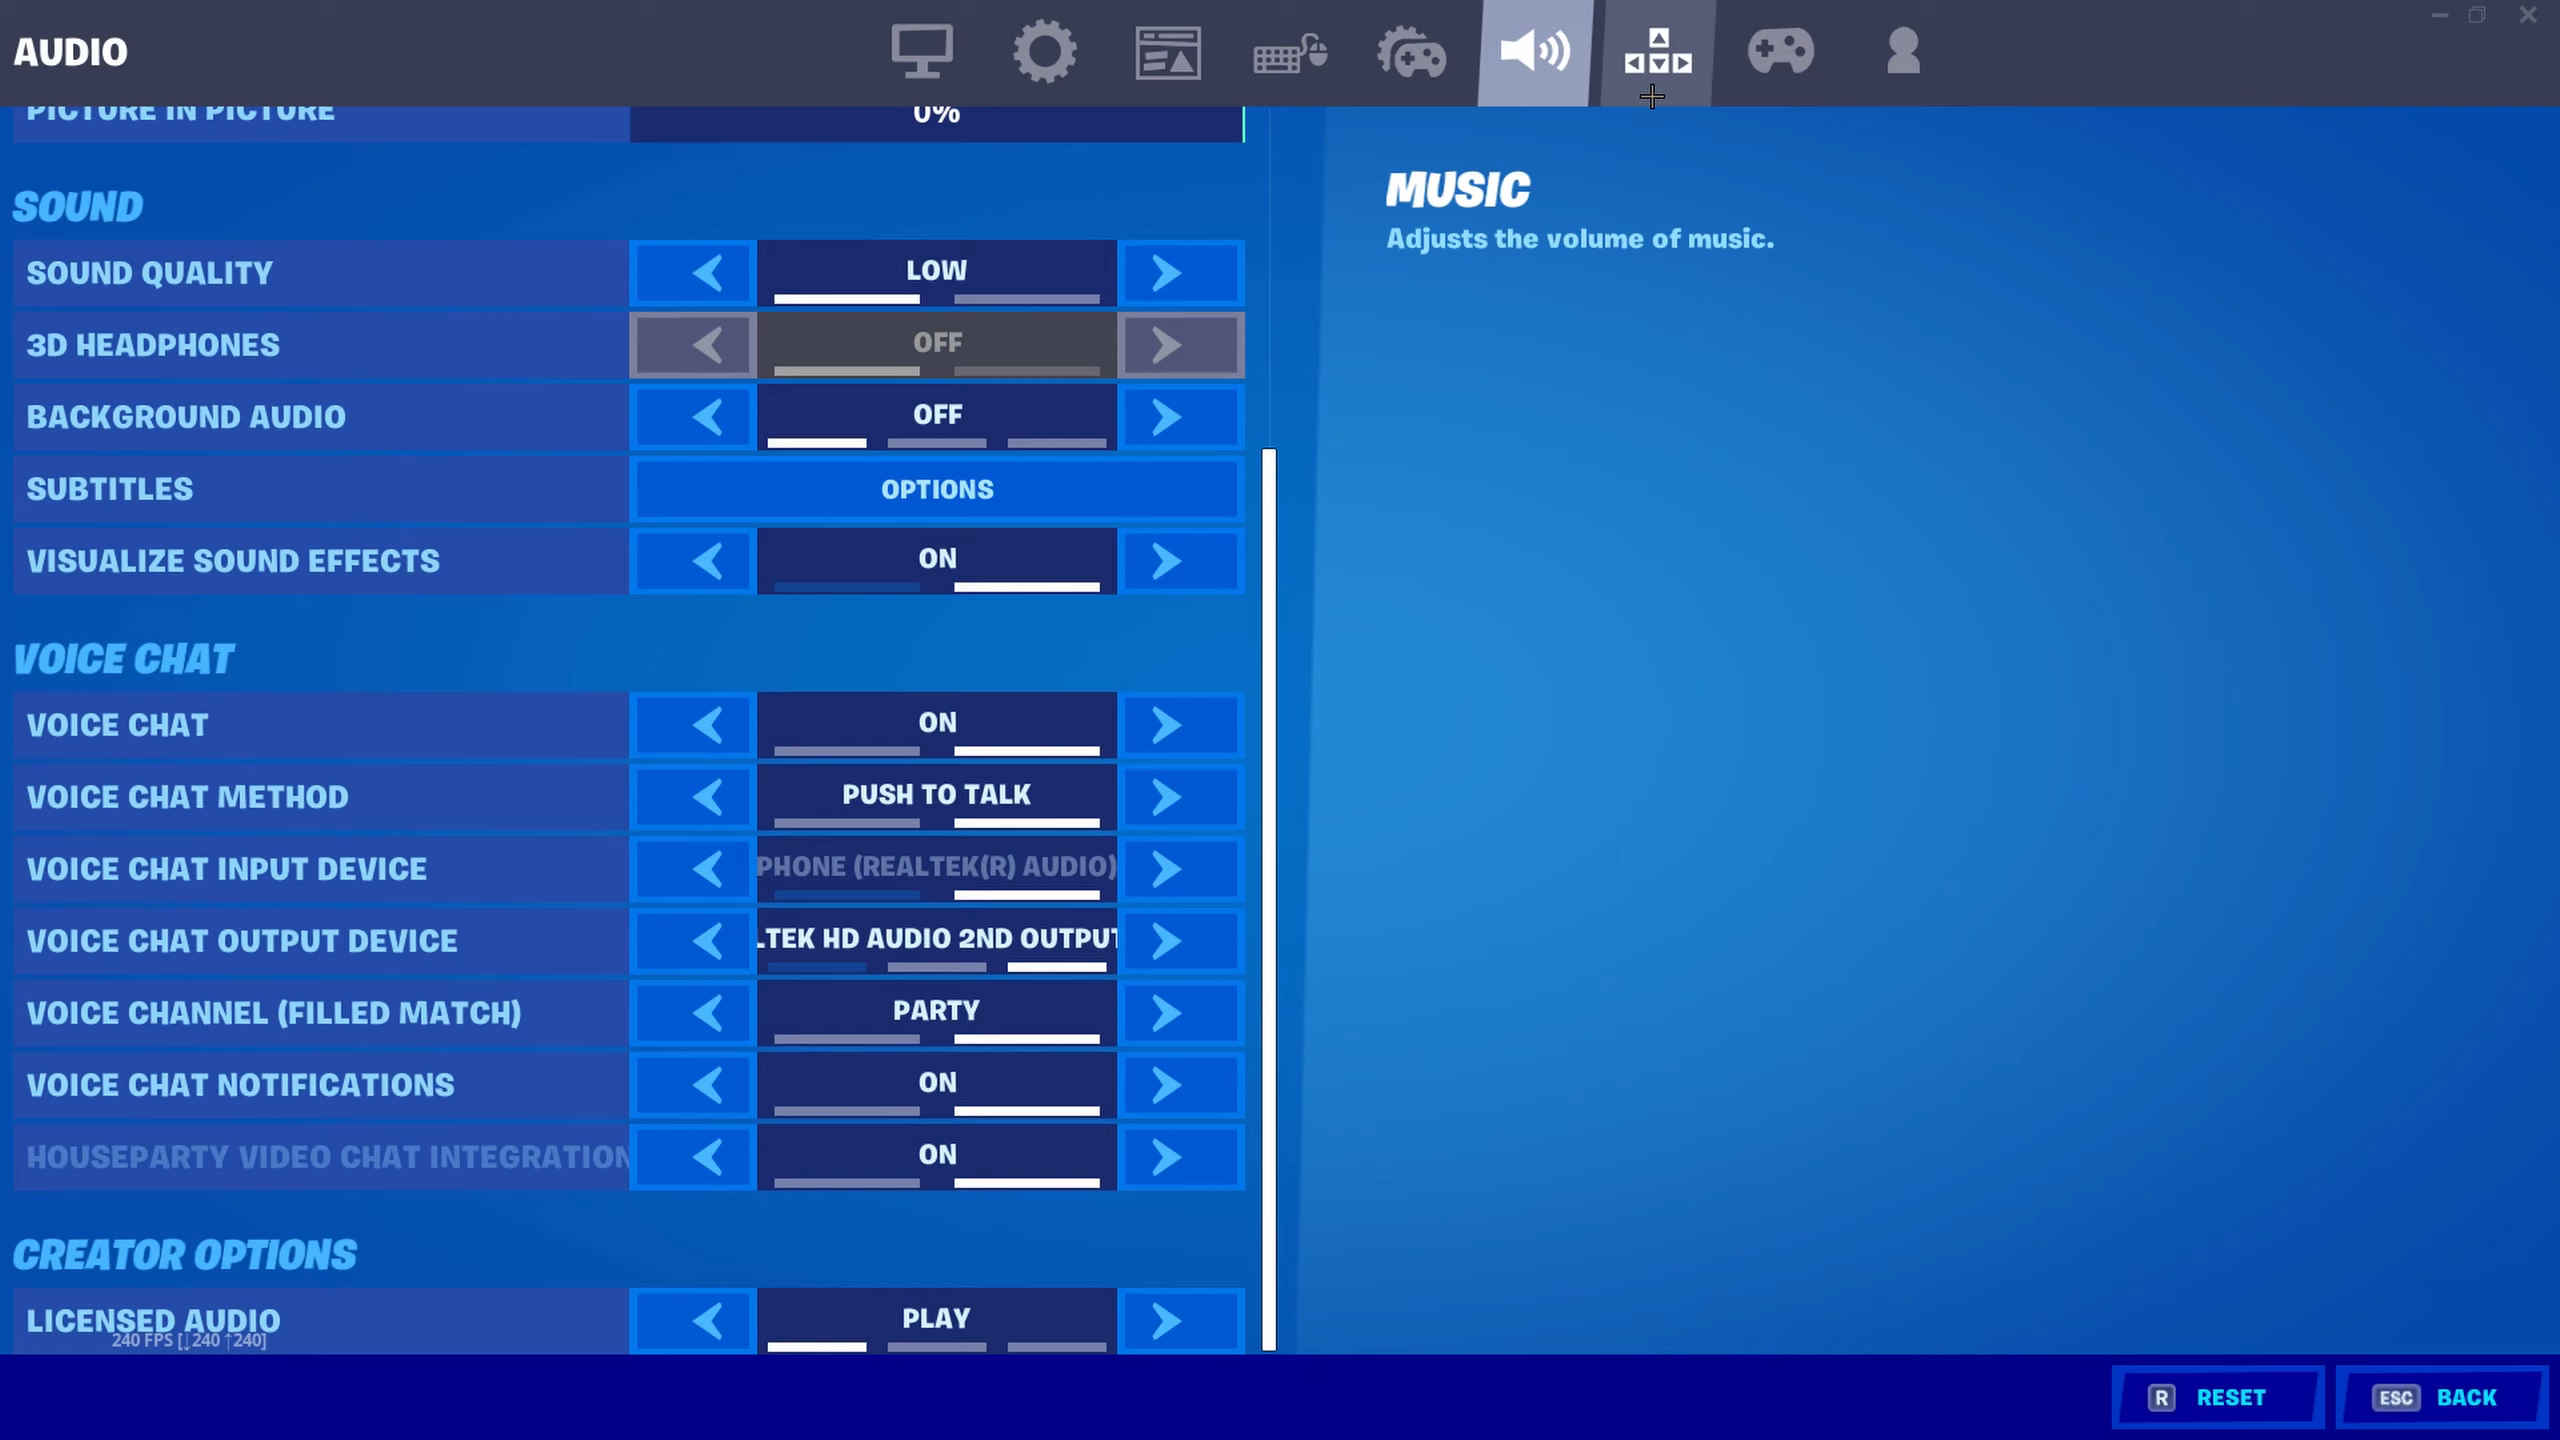 AUDIO
PICTURE IN PICTURE
0%
SOUND
SOUND QUALITY
LOW
3D HEADPHONES
OFF
BACKGROUND AUDIO
OFF
SUBTITLES
OPTIONS
VISUALIZE SOUND EFFECTS
ON
VOICE CHAT
VOICE CHAT
ON
VOICE CHAT METHOD
PUSH TO TALK
VOICE CHAT INPUT DEVICE
PHONE (REALTEK(R) AUDIO)
VOICE CHAT OUTPUT DEVICE
LTEK HD AUDIO 2ND OUTPUT
VOICE CHANNEL (FILLED MATCH)
PARTY
VOICE CHAT NOTIFICATIONS
ON
HOUSEPARTY VIDEO CHAT INTEGRATION
ON
CREATOR OPTIONS
LICENSED AUDIO
PLAY
240 FPS [↓240 ↑240]
MUSIC
Adjusts the volume of music.
R RESET
ESC BACK